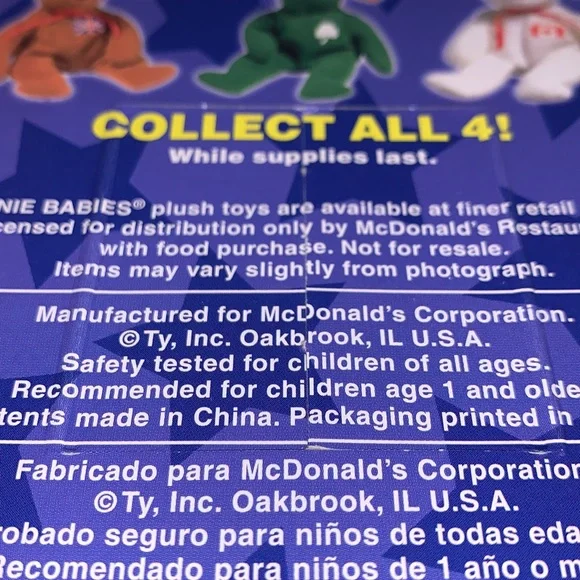 COLLECT ALL 4!
While supplies last.
NIE BABIES® plush toys are available at finer retail
censed for distribution only by McDonald's Restau
with food purchase. Not for resale.
Items may vary slightly from photograph.
Manufactured for McDonald's Corporation.
©Ty, Inc. Oakbrook, IL U.S.A.
Safety tested for children of all ages.
Recommended for children age 1 and olde
tents made in China. Packaging printed in
Fabricado para McDonald's Corporation
©Ty, Inc. Oakbrook, IL U.S.A.
robado seguro para niños de todas eda
Recomendado para niños de 1 año o m